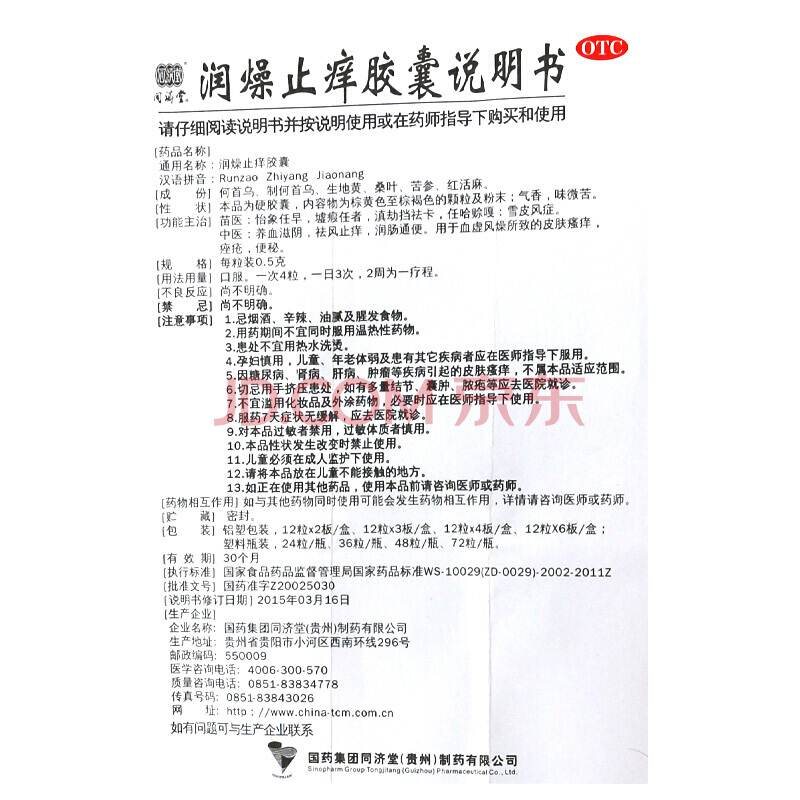 OTC
同济堂®
润燥止痒胶囊说明书
请仔细阅读说明书并按说明使用或在药师指导下购买和使用
[药品名称]
通用名称：润燥止痒胶囊
汉语拼音：Runzao Zhiyang Jiaonang
[成 份] 何首乌、制何首乌、生地黄、桑叶、苦参、红活麻。
[性 状] 本品为硬胶囊，内容物为棕黄色至棕褐色的颗粒及粉末；气香，味微苦。
[功能主治] 苗医：怡象任早，墟瘕任者，滇劫挡祛卡，任哈赊嘎：雪皮风症。
中医：养血滋阴，祛风止痒，润肠通便。用于血虚风燥所致的皮肤瘙痒，
痤疮，便秘。
[规 格] 每粒装0.5克
[用法用量] 口服。一次4粒，一日3次，2周为一疗程。
[不良反应] 尚不明确。
[禁 忌] 尚不明确。
[注意事项] 1.忌烟酒、辛辣、油腻及腥发食物。
2.用药期间不宜同时服用温热性药物。
3.患处不宜用热水洗烫。
4.孕妇慎用，儿童、年老体弱及患有其它疾病者应在医师指导下服用。
5.因糖尿病、肾病、肝病、肿瘤等疾病引起的皮肤瘙痒，不属本品适应范围。
6.切忌用手挤压患处，如有多量结节、囊肿、脓疱等应去医院就诊。
7.不宜滥用化妆品及外涂药物，必要时应在医师指导下使用。
8.服药7天症状无缓解，应去医院就诊。
9.对本品过敏者禁用，过敏体质者慎用。
10.本品性状发生改变时禁止使用。
11.儿童必须在成人监护下使用。
12.请将本品放在儿童不能接触的地方。
13.如正在使用其他药品，使用本品前请咨询医师或药师。
JD.COM 京东
[药物相互作用] 如与其他药物同时使用可能会发生药物相互作用，详情请咨询医师或药师。
[贮 藏] 密封。
[包 装] 铝塑包装，12粒x2板/盒、12粒x3板/盒、12粒x4板/盒、12粒X6板/盒；
塑料瓶装，24粒/瓶、36粒/瓶、48粒/瓶、72粒/瓶。
[有 效 期] 30个月
[执行标准] 国家食品药品监督管理局国家药品标准WS-10029(ZD-0029)-2002-2011Z
[批准文号] 国药准字Z20025030
[说明书修订日期] 2015年03月16日
[生产企业]
企业名称：国药集团同济堂(贵州)制药有限公司
生产地址：贵州省贵阳市小河区西南环线296号
邮政编码：550009
医学咨询电话：4006-300-570
质量咨询电话：0851-83834778
传真号码：0851-83843026
网 址：http://www.china-tcm.com.cn
如有问题可与生产企业联系
国药集团同济堂(贵州)制药有限公司
Sinopharm Group Tongjitang (Guizhou) Pharmaceutical Co., Ltd.